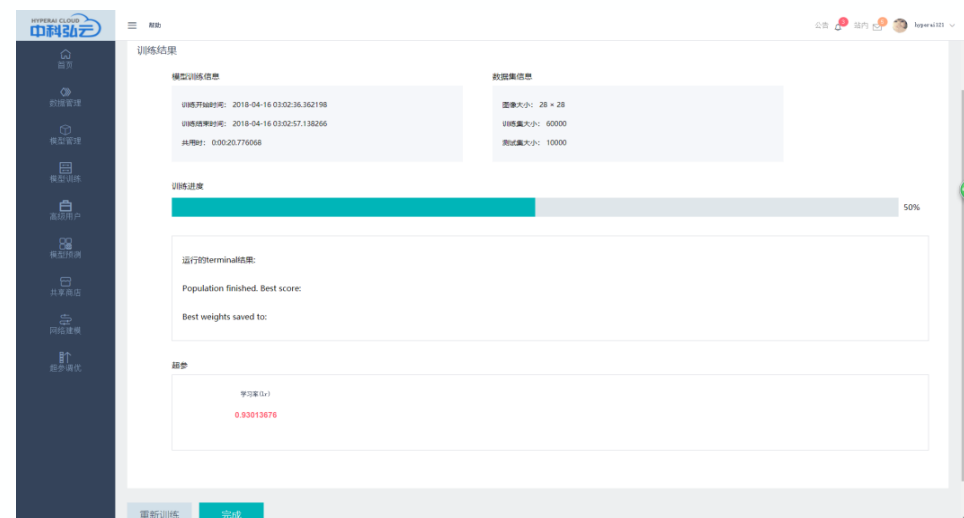 HYPERAI CLOUD
中科弘云
帮助
公告
站内
hyperai101
首页
数据管理
模型管理
模型训练
高级用户
模型预测
共享商店
网络建模
超参调优
训练结果
模型训练信息
训练开始时间: 2018-04-16 03:02:36.362198
训练结束时间: 2018-04-16 03:02:57.138266
共用时: 0:00:20.776068
数据集信息
图像大小: 28 × 28
训练集大小: 60000
测试集大小: 10000
训练进度
50%
运行的terminal结果:
Population finished. Best score:
Best weights saved to:
超参
学习率(lr)
0.93013676
重新训练
完成